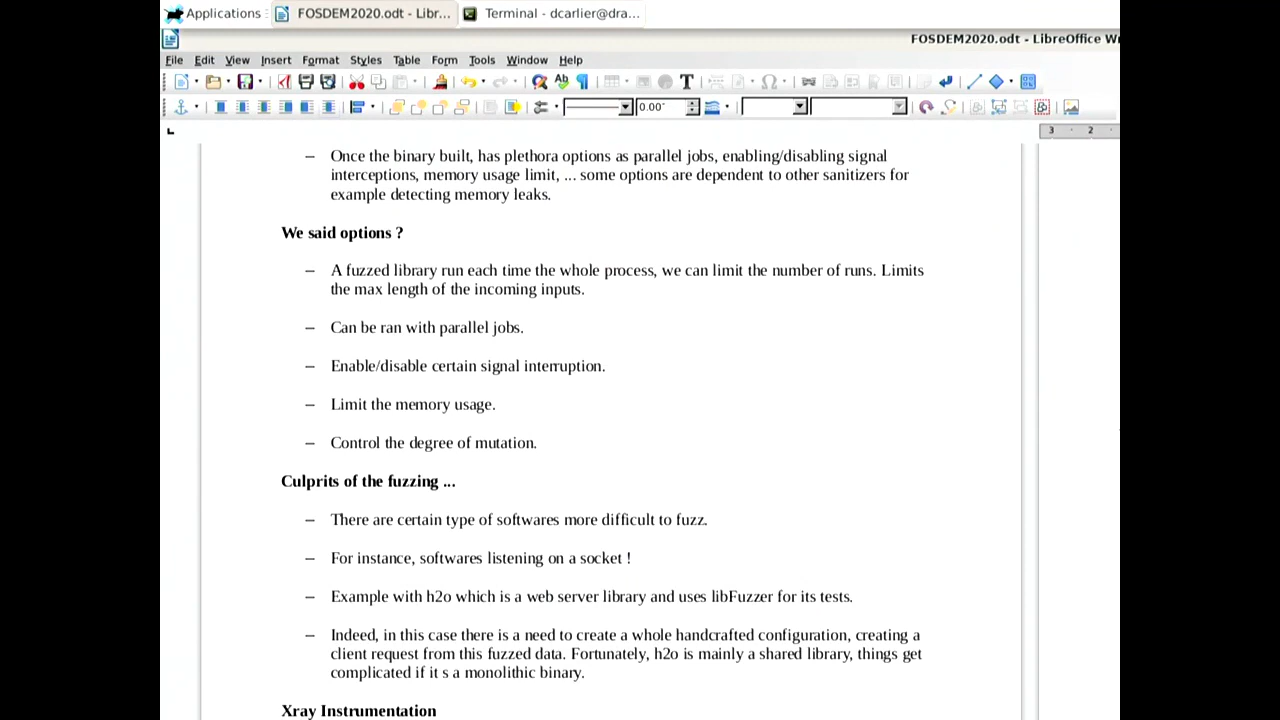 Applications
FOSDEM2020.odt - Libr...
Terminal - dcarlier@dra...
FOSDEM2020.odt - LibreOffice Wr
File Edit View Insert Format Styles Table Form Tools Window Help
0.00"
3 2
– Once the binary built, has plethora options as parallel jobs, enabling/disabling signal
interceptions, memory usage limit, ... some options are dependent to other sanitizers for
example detecting memory leaks.
We said options ?
– A fuzzed library run each time the whole process, we can limit the number of runs. Limits
the max length of the incoming inputs.
– Can be ran with parallel jobs.
– Enable/disable certain signal interruption.
– Limit the memory usage.
– Control the degree of mutation.
Culprits of the fuzzing ...
– There are certain type of softwares more difficult to fuzz.
– For instance, softwares listening on a socket !
– Example with h2o which is a web server library and uses libFuzzer for its tests.
– Indeed, in this case there is a need to create a whole handcrafted configuration, creating a
client request from this fuzzed data. Fortunately, h2o is mainly a shared library, things get
complicated if it s a monolithic binary.
Xray Instrumentation